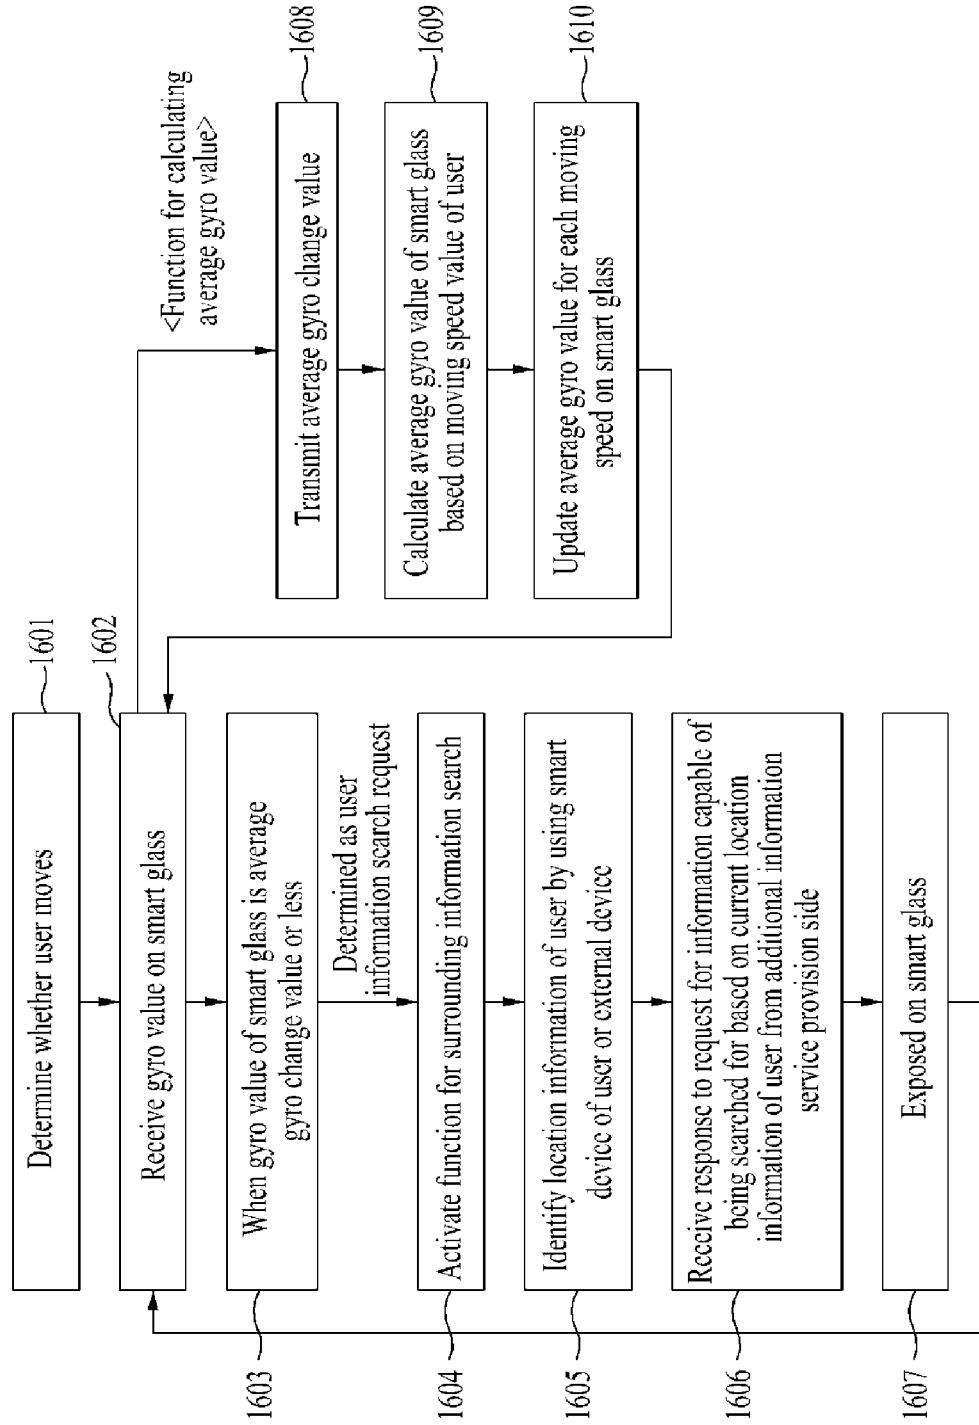 1601
Determine whether user moves
1602
Receive gyro value on smart glass
1603
When gyro value of smart glass is average
gyro change value or less
Determined as user
information search request
1604
Activate function for surrounding information search
1605
Identify location information of user by using smart
device of user or external device
1606
Receive response to request for information capable of
being searched for based on current location
information of user from additional information
service provision side
1607
Exposed on smart glass
<Function for calculating
average gyro value>
1608
Transmit average gyro change value
1609
Calculate average gyro value of smart glass
based on moving speed value of user
1610
Update average gyro value for each moving
speed on smart glass